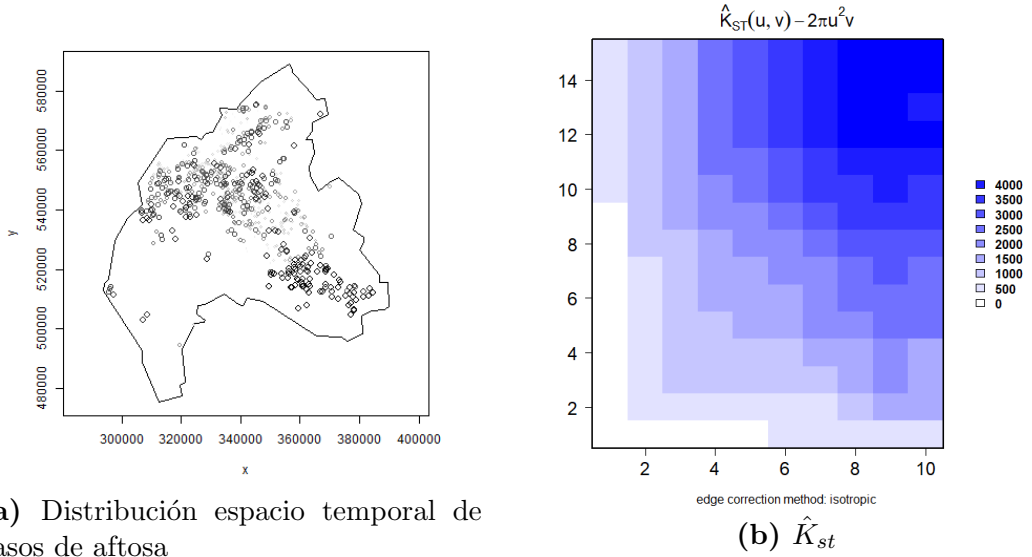 580000
560000
540000
520000
500000
480000
y
300000 320000 340000 360000 380000 400000
x
a) Distribución espacio temporal de
asos de aftosa
K̂ST(u, v) − 2πu²v
14
12
10
8
6
4
2
2 4 6 8 10
edge correction method: isotropic
4000
3500
3000
2500
2000
1500
1000
500
0
(b) K̂st